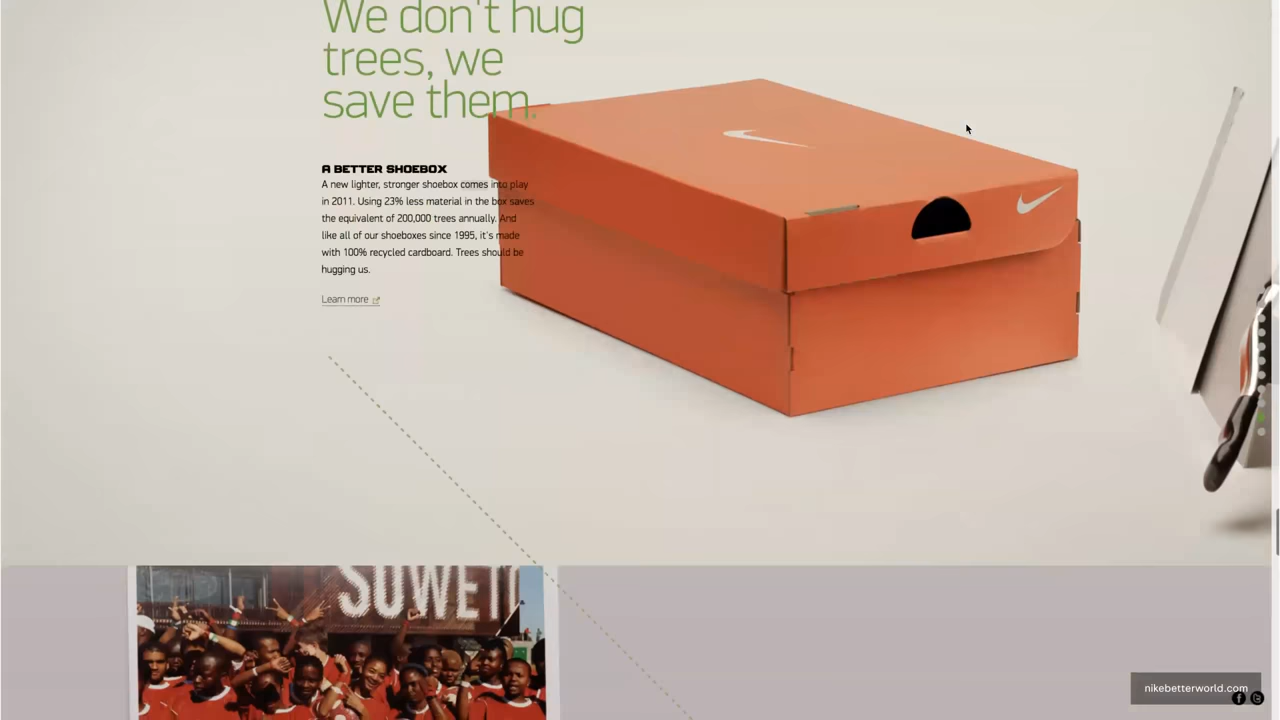 We don't hug
trees, we
save them.
A BETTER SHOEBOX
A new lighter, stronger shoebox comes into play
in 2011. Using 23% less material in the box saves
the equivalent of 200,000 trees annually. And
like all of our shoeboxes since 1995, it's made
with 100% recycled cardboard. Trees should be
hugging us.
Learn more
SOWETO
nikebetterworld.com